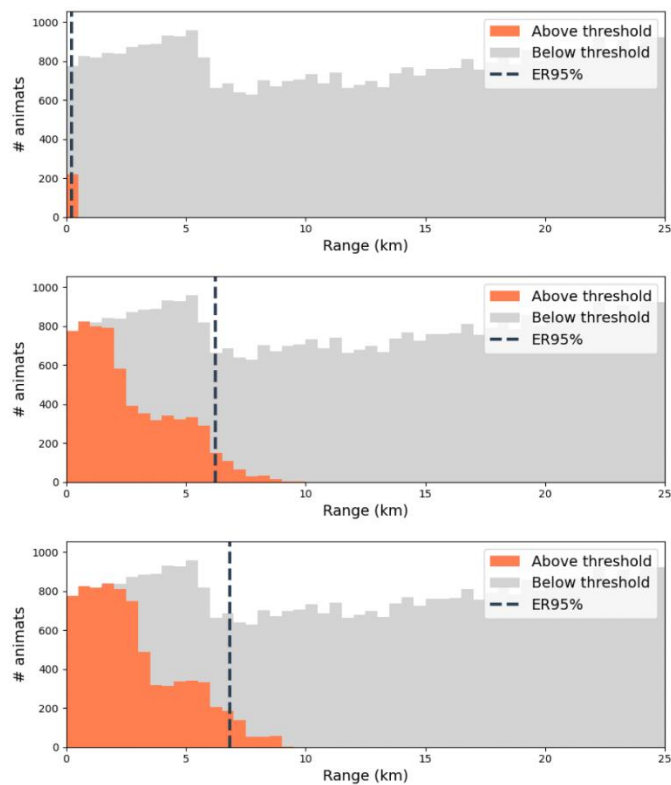 1000
800
600
400
200
0
# animats
Above threshold
Below threshold
ER95%
0 5 10 15 20 25
Range (km)
1000
800
600
400
200
0
# animats
Above threshold
Below threshold
ER95%
0 5 10 15 20 25
Range (km)
1000
800
600
400
200
0
# animats
Above threshold
Below threshold
ER95%
0 5 10 15 20 25
Range (km)